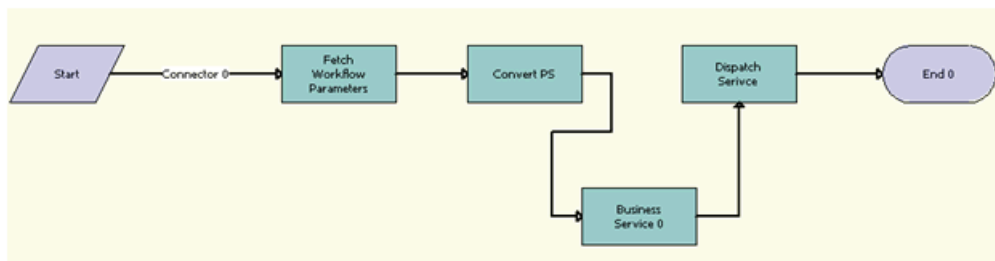 Start
Connector 0
Fetch
Workflow
Parameters
Convert PS
Business
Service 0
Dispatch
Serivce
End 0